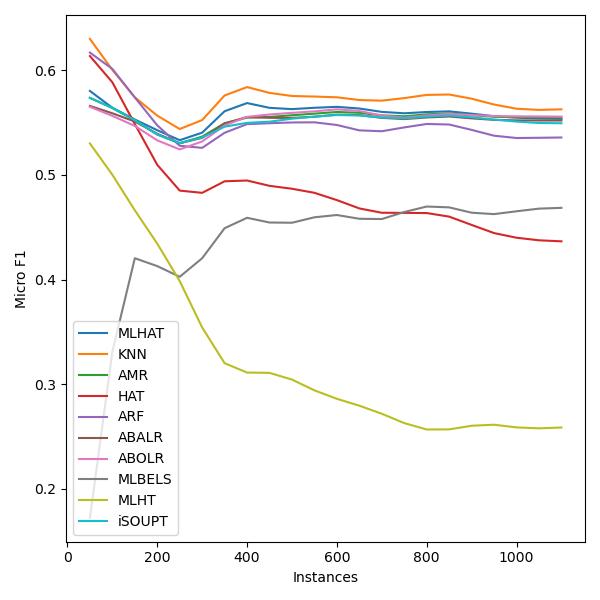 0.6
0.5
0.4
0.3
0.2
Micro F1
MLHAT
KNN
AMR
HAT
ARF
ABALR
ABOLR
MLBELS
MLHT
iSOUPT
0 200 400 600 800 1000
Instances